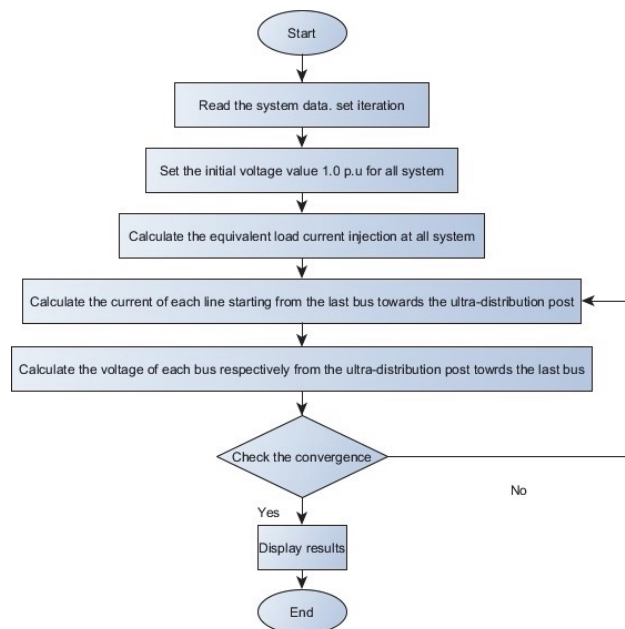 Start
Read the system data. set iteration
Set the initial voltage value 1.0 p.u for all system
Calculate the equivalent load current injection at all system
Calculate the current of each line starting from the last bus towards the ultra-distribution post
Calculate the voltage of each bus respectively from the ultra-distribution post towrds the last bus
Check the convergence
No
Yes
Display results
End